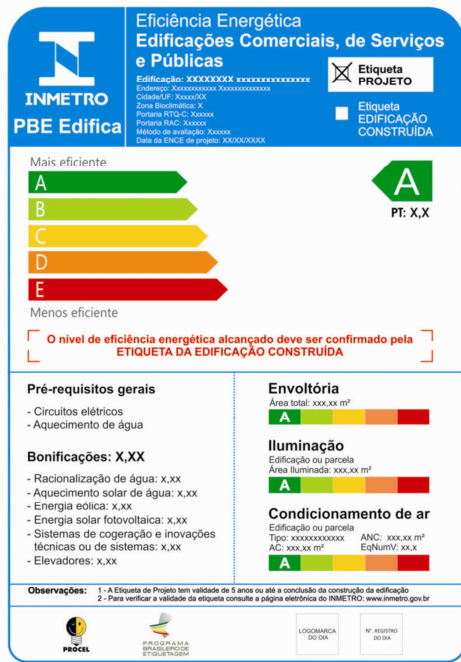 INMETRO
PBE Edifica
Eficiência Energética
Edificações Comerciais, de Serviços
e Públicas
Edificação: XXXXXXXX xxxxxxxxxxxxxxx
Endereço: Xxxxxxxxxxxx Xxxxxxxxxxxxxx
Cidade/UF: Xxxxx/XX
Zona Bioclimática: X
Portaria RTQ-C: Xxxxxx
Portaria RAC: Xxxxxx
Método de avaliação: Xxxxxx
Data da ENCE de projeto: XX/XX/XXXX
Etiqueta
PROJETO
Etiqueta
EDIFICAÇÃO
CONSTRUÍDA
Mais eficiente
A
B
C
D
E
Menos eficiente
A
PT: X,X
O nível de eficiência energética alcançado deve ser confirmado pela
ETIQUETA DA EDIFICAÇÃO CONSTRUÍDA
Pré-requisitos gerais
- Circuitos elétricos
- Aquecimento de água
Bonificações: X,XX
- Racionalização de água: x,xx
- Aquecimento solar de água: x,xx
- Energia eólica: x,xx
- Energia solar fotovoltaica: x,xx
- Sistemas de cogeração e inovações
técnicas ou de sistemas: x,xx
- Elevadores: x,xx
Envoltória
Área total: xxx,xx m²
A
Iluminação
Edificação ou parcela
Área Iluminada: xxx,xx m²
A
Condicionamento de ar
Edificação ou parcela
Tipo: xxxxxxxxxxxx ANC: xxx,xx m²
AC: xxx,xx m² EqNumV: xx,x
A
Observações: 1 - A Etiqueta de Projeto tem validade de 5 anos ou até a conclusão da construção da edificação
2 - Para verificar a validade da etiqueta consulte a página eletrônica do INMETRO: www.inmetro.gov.br
PROCEL
PROGRAMA
BRASILEIRO DE
ETIQUETAGEM
LOGOMARCA
DO OIA
N°. REGISTRO
DO OIA